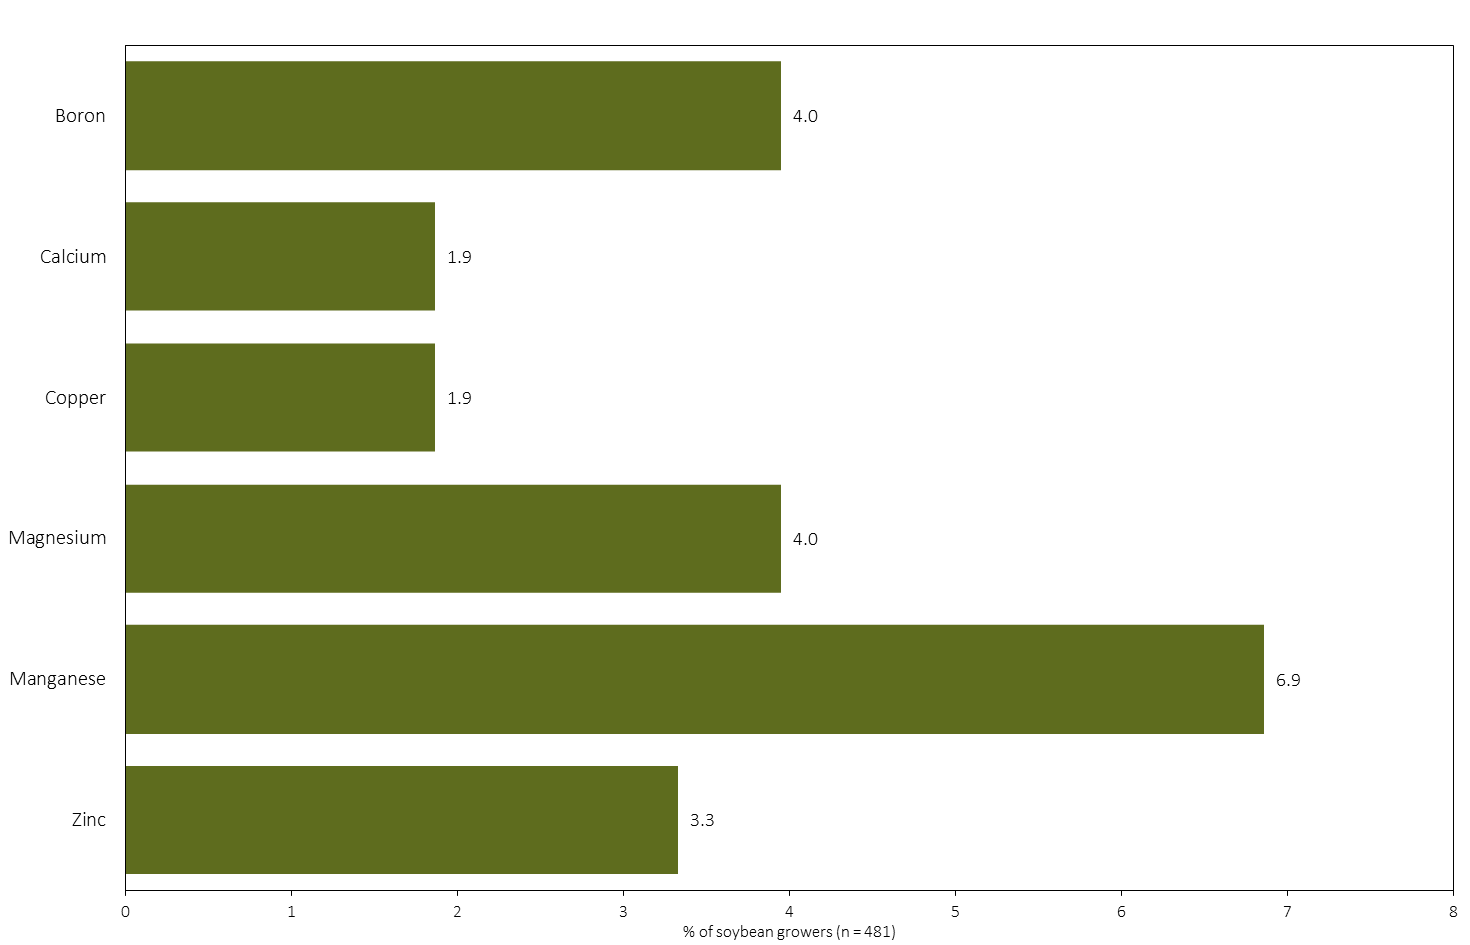 Boron 4.0
Calcium 1.9
Copper 1.9
Magnesium 4.0
Manganese 6.9
Zinc 3.3
0 1 2 3 4 5 6 7 8
% of soybean growers (n = 481)